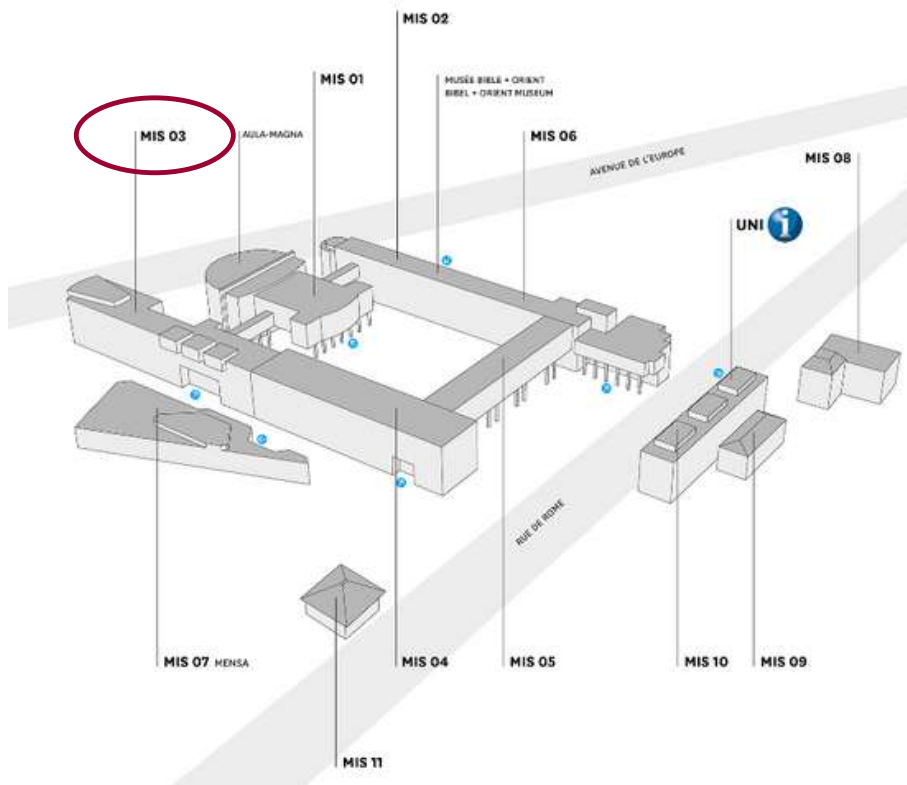 MIS 02
MIS 01
MUSÉE BIBLE + ORIENT
BIBEL + ORIENT MUSEUM
MIS 03
AULA-MAGNA
MIS 06
AVENUE DE L'EUROPE
MIS 08
UNI i
RUE DE ROME
MIS 07 MENSA
MIS 04
MIS 05
MIS 10
MIS 09
MIS 11